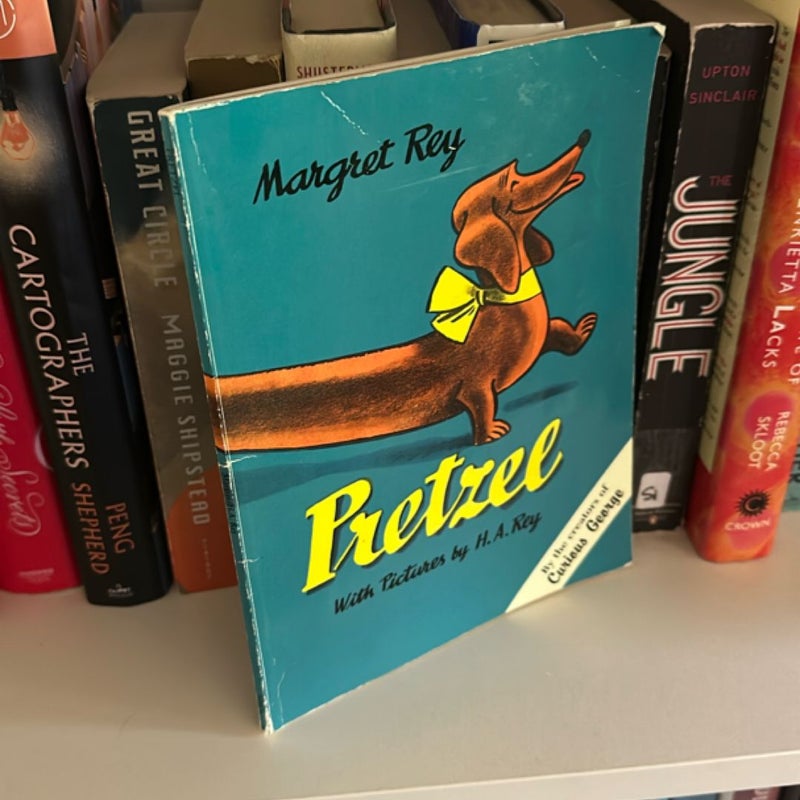 Margret Rey
Pretzel
With Pictures by H. A. Rey
By the creators of
Curious George
THE
CARTOGRAPHERS
PENG
SHEPHERD
GREAT CIRCLE MAGGIE SHIPSTEAD
UPTON
SINCLAIR
THE
JUNGLE
LACKS
REBECCA
SKLOOT
CROWN